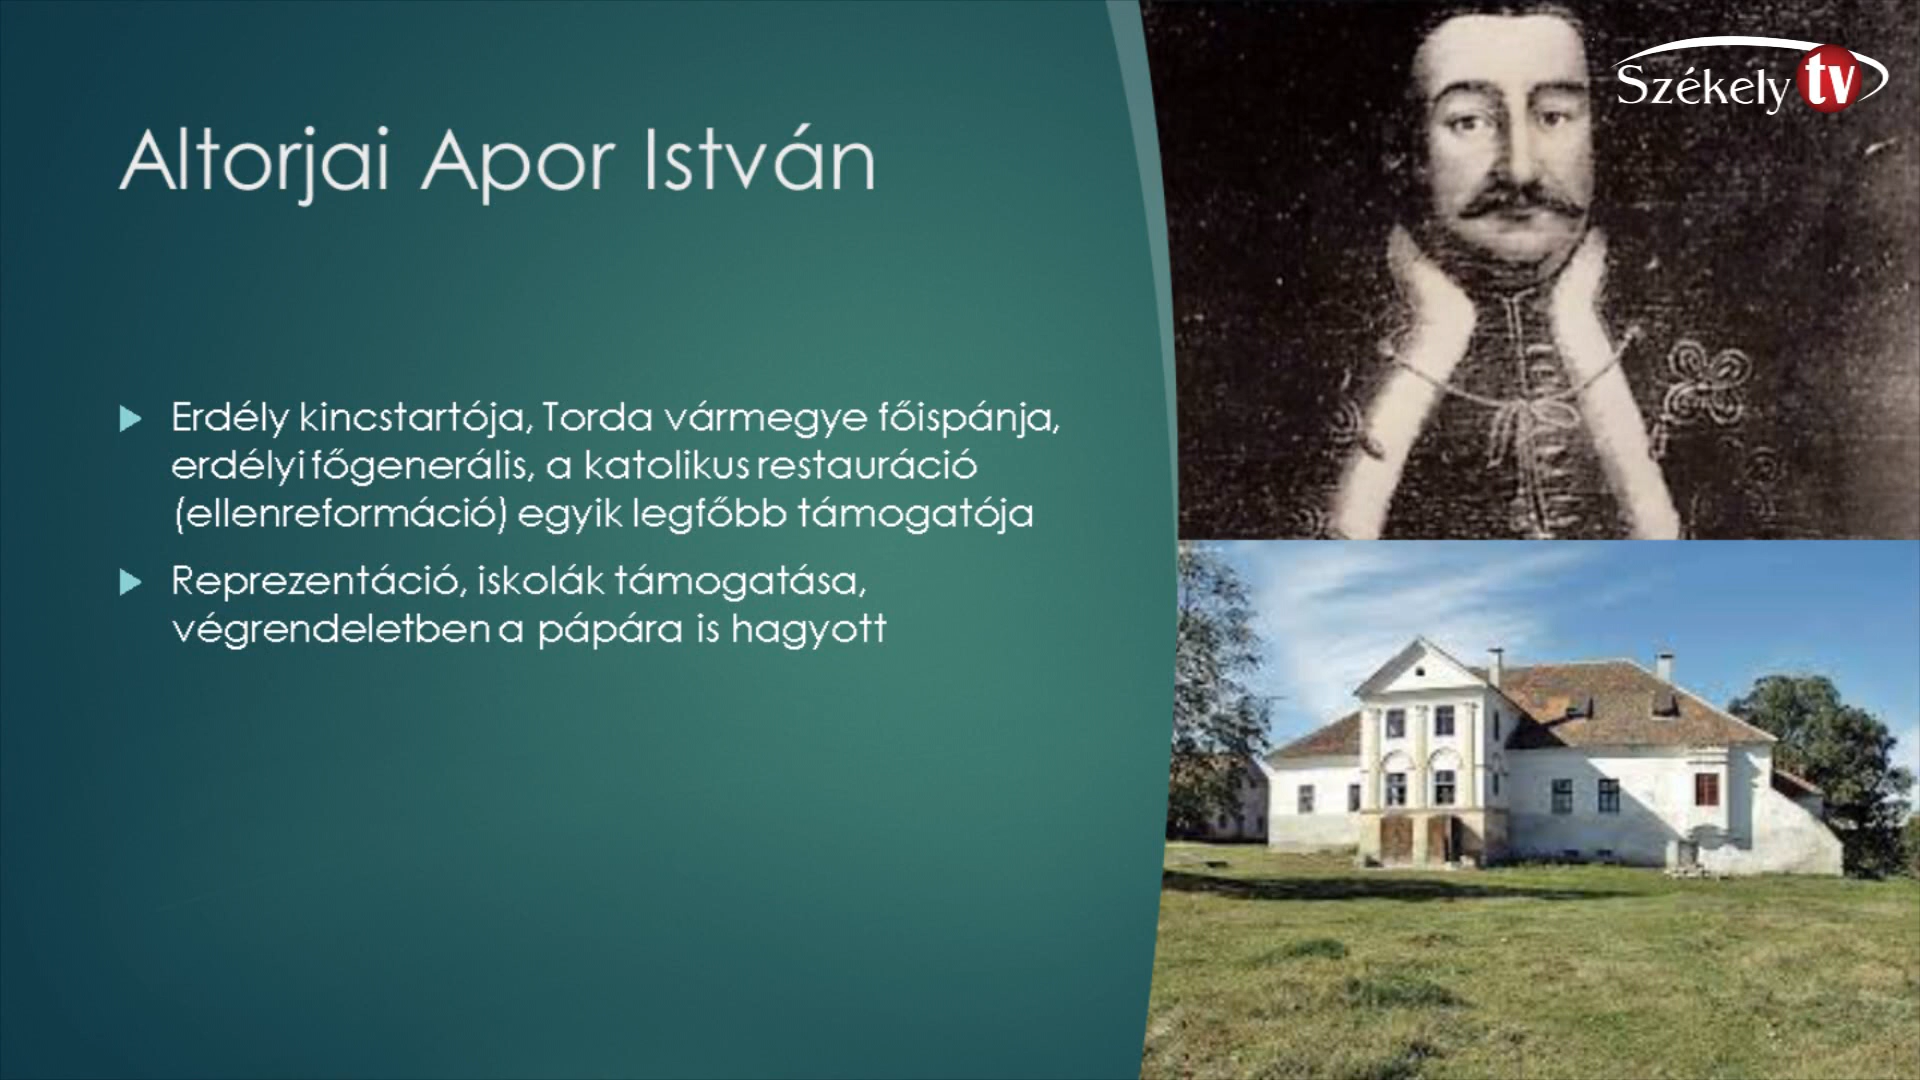 Székely tv
Altorjai Apor István
Erdély kincstartója, Torda vármegye főispánja,
erdélyi főgenerális, a katolikus restauráció
(ellenreformáció) egyik legfőbb támogatója
Reprezentáció, iskolák támogatása,
végrendeletben a pápára is hagyott